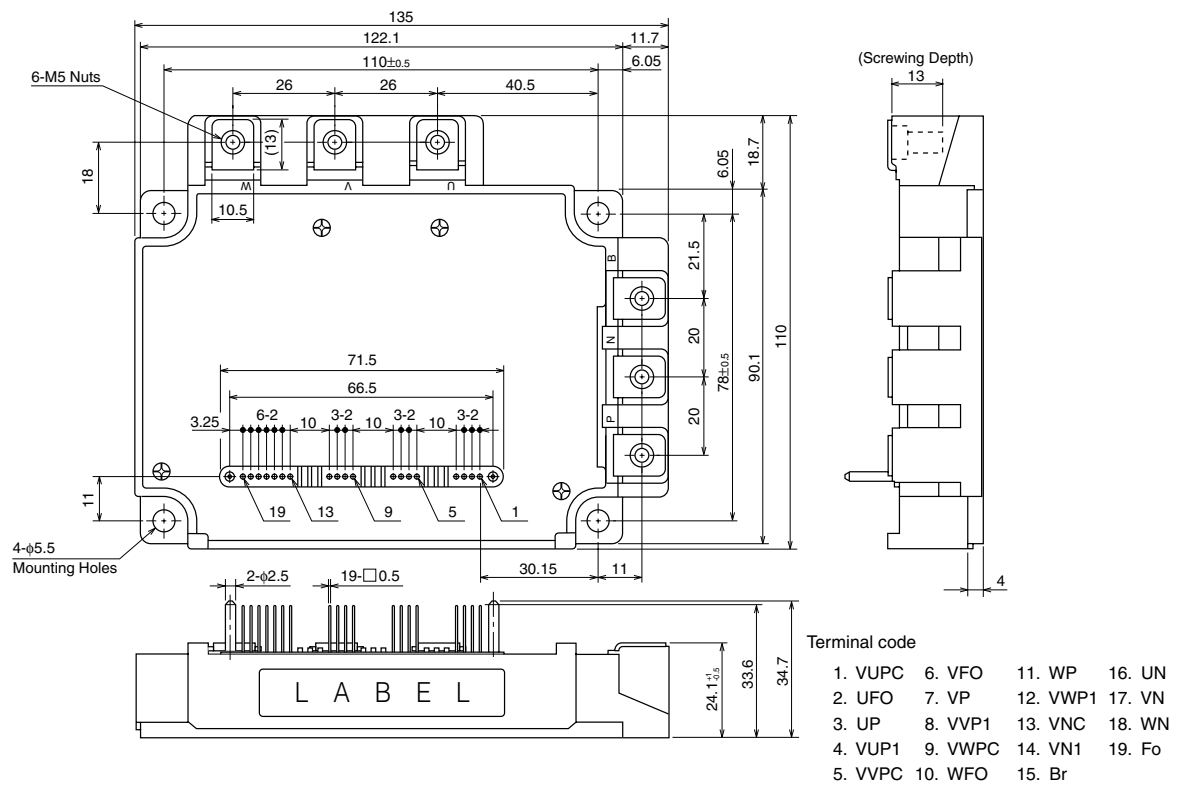 135
122.1
11.7
110±0.5
6.05
6-M5 Nuts
26
26
40.5
(Screwing Depth)
13
(13)
18
10.5
W
V
U
6.05
18.7
B
21.5
N
20
P
20
78±0.5
90.1
110
71.5
66.5
3.25
6-2
10
3-2
10
3-2
10
3-2
11
19
13
9
5
1
4-φ5.5
Mounting Holes
30.15
11
4
2-φ2.5
19-□0.5
LABEL
24.1 +1 -0.5
33.6
34.7
Terminal code
1. VUPC 6. VFO 11. WP 16. UN
2. UFO 7. VP 12. VWP1 17. VN
3. UP 8. VVP1 13. VNC 18. WN
4. VUP1 9. VWPC 14. VN1 19. Fo
5. VVPC 10. WFO 15. Br